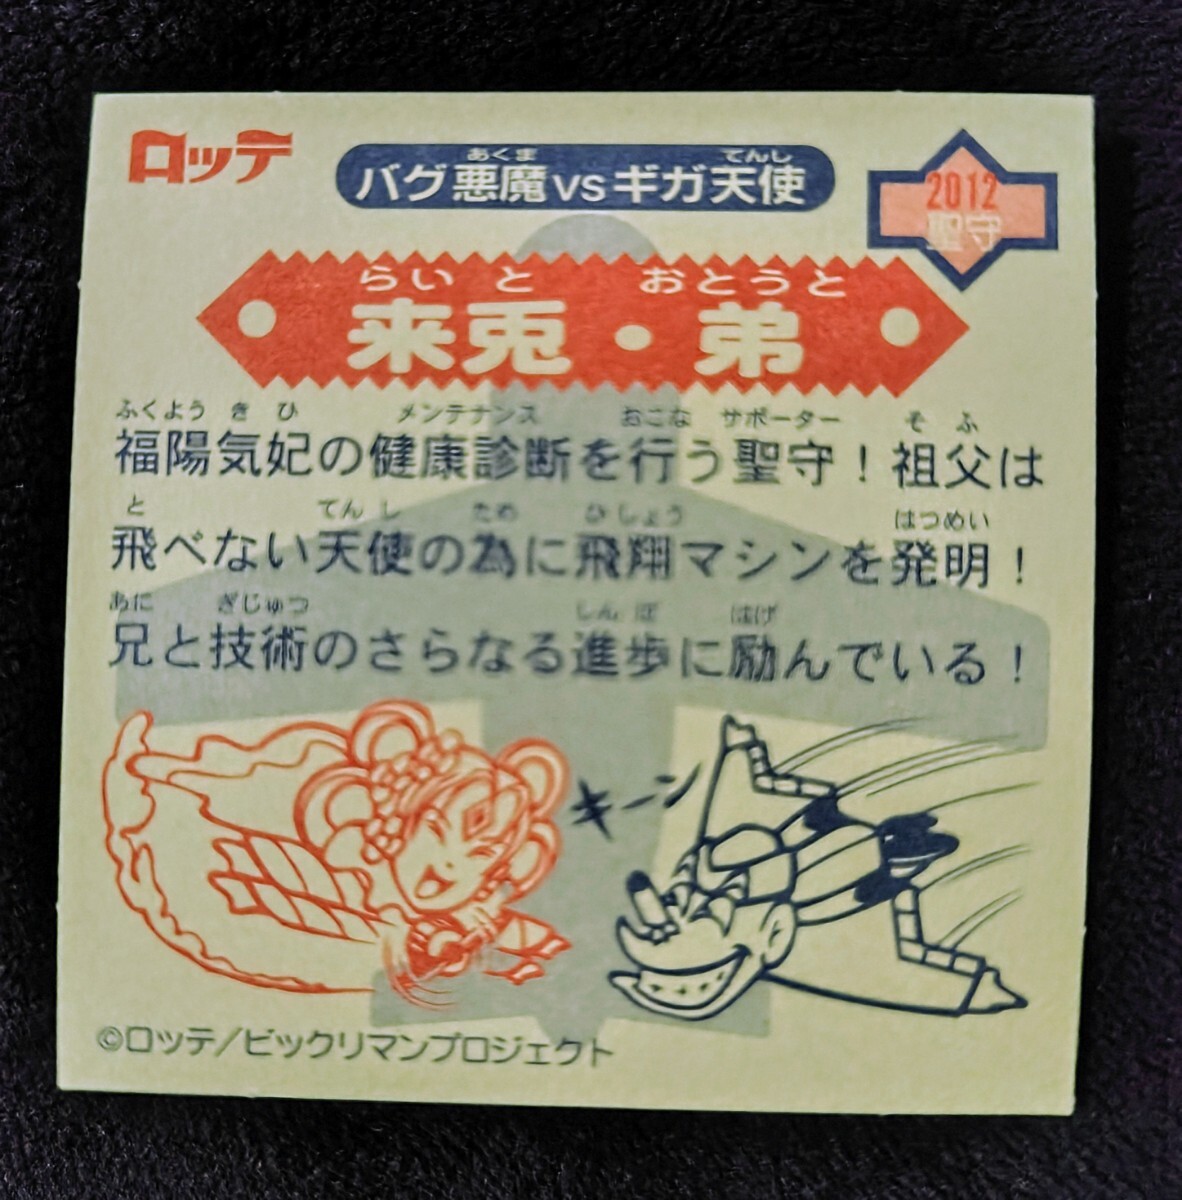 ロッテ
あくま てんし
バグ悪魔vsギガ天使
2012
聖守
らいと おとうと
来兎・弟
ふくようきひ メンテナンス おこな サポーター そふ
福陽気妃の健康診断を行う聖守！祖父は
と てんし ため ひしょう はつめい
飛べない天使の為に飛翔マシンを発明！
あに ぎじゅつ しんぽ はげ
兄と技術のさらなる進歩に励んでいる！
キーン
©ロッテ/ビックリマンプロジェクト